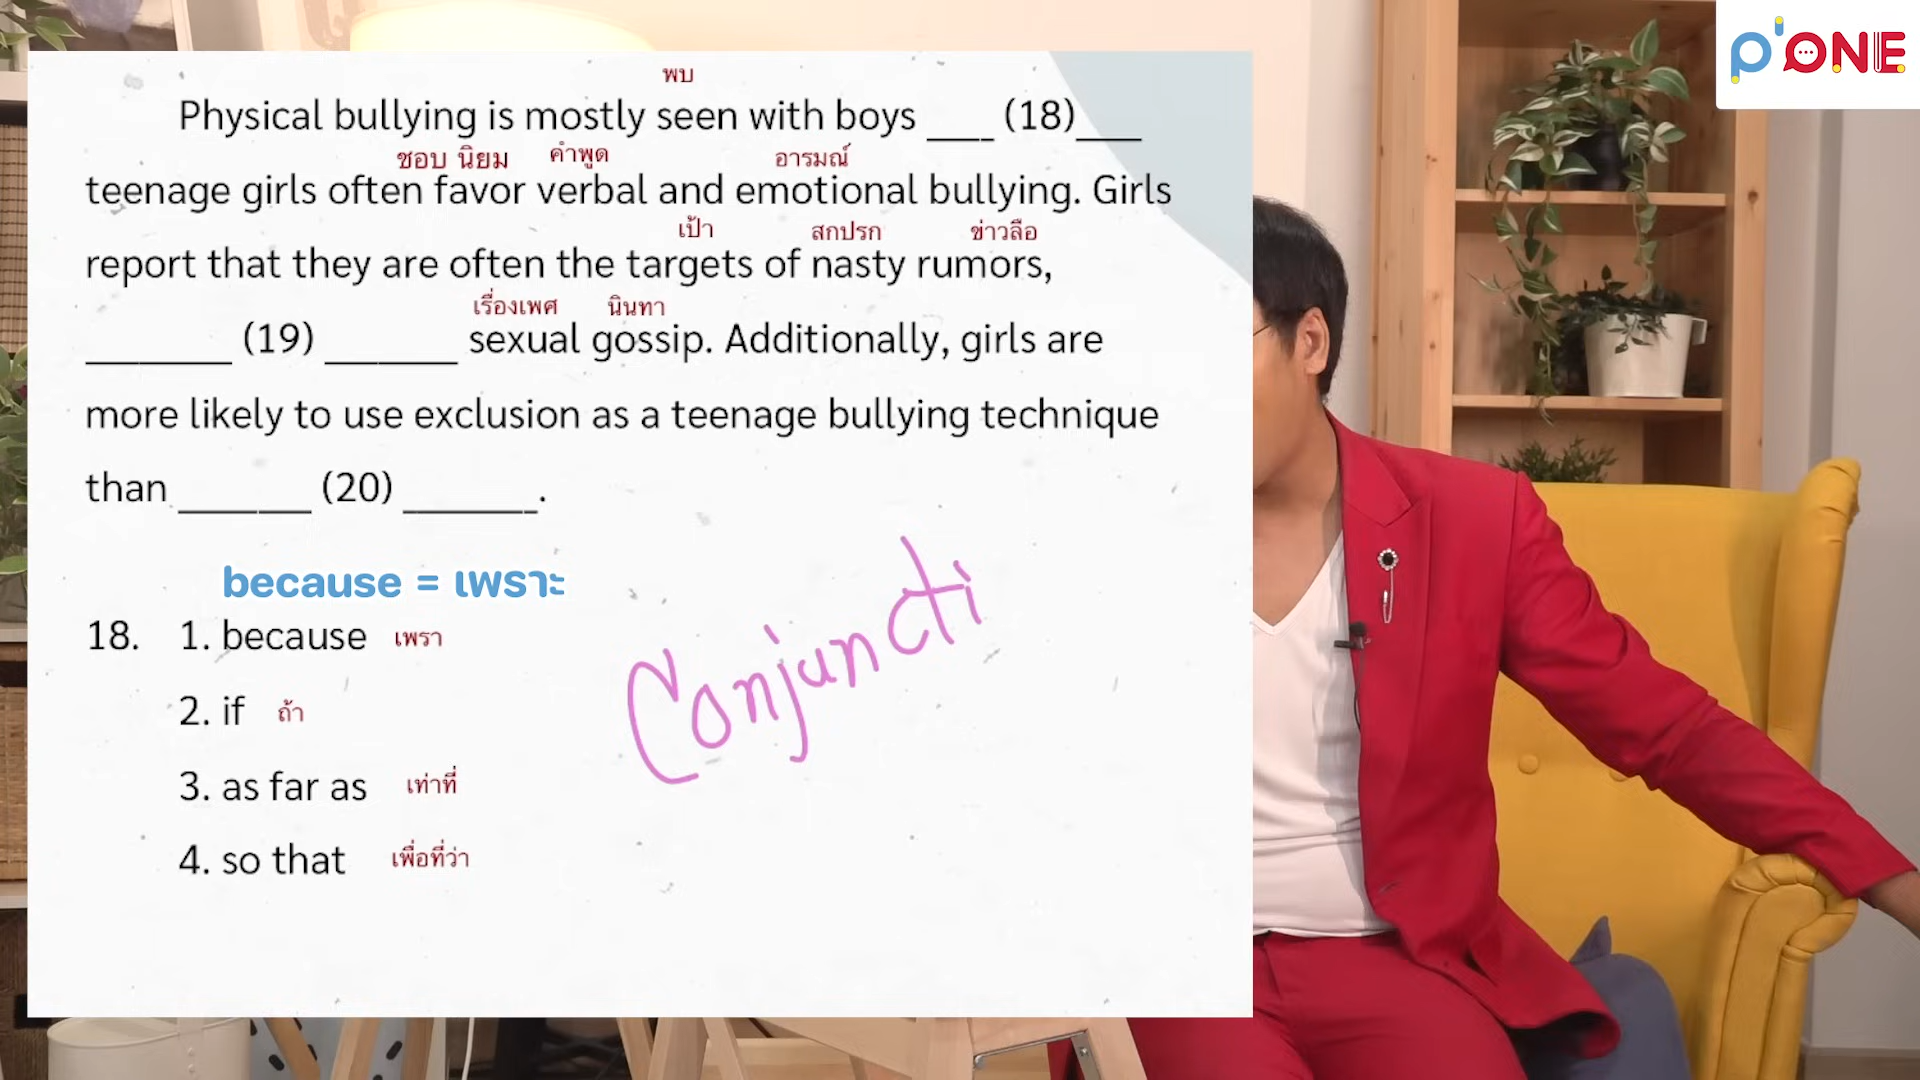 P'ONE
พบ
Physical bullying is mostly seen with boys ____ (18)____
ชอบ นิยม คำพูด อารมณ์
teenage girls often favor verbal and emotional bullying. Girls
เป้า สกปรก ข่าวลือ
report that they are often the targets of nasty rumors,
เรื่องเพศ นินทา
________ (19) _______ sexual gossip. Additionally, girls are
more likely to use exclusion as a teenage bullying technique
than _______ (20) _______.
because = เพราะ
18. 1. because เพรา
2. if ถ้า
3. as far as เท่าที่
4. so that เพื่อที่ว่า
Conjuncti